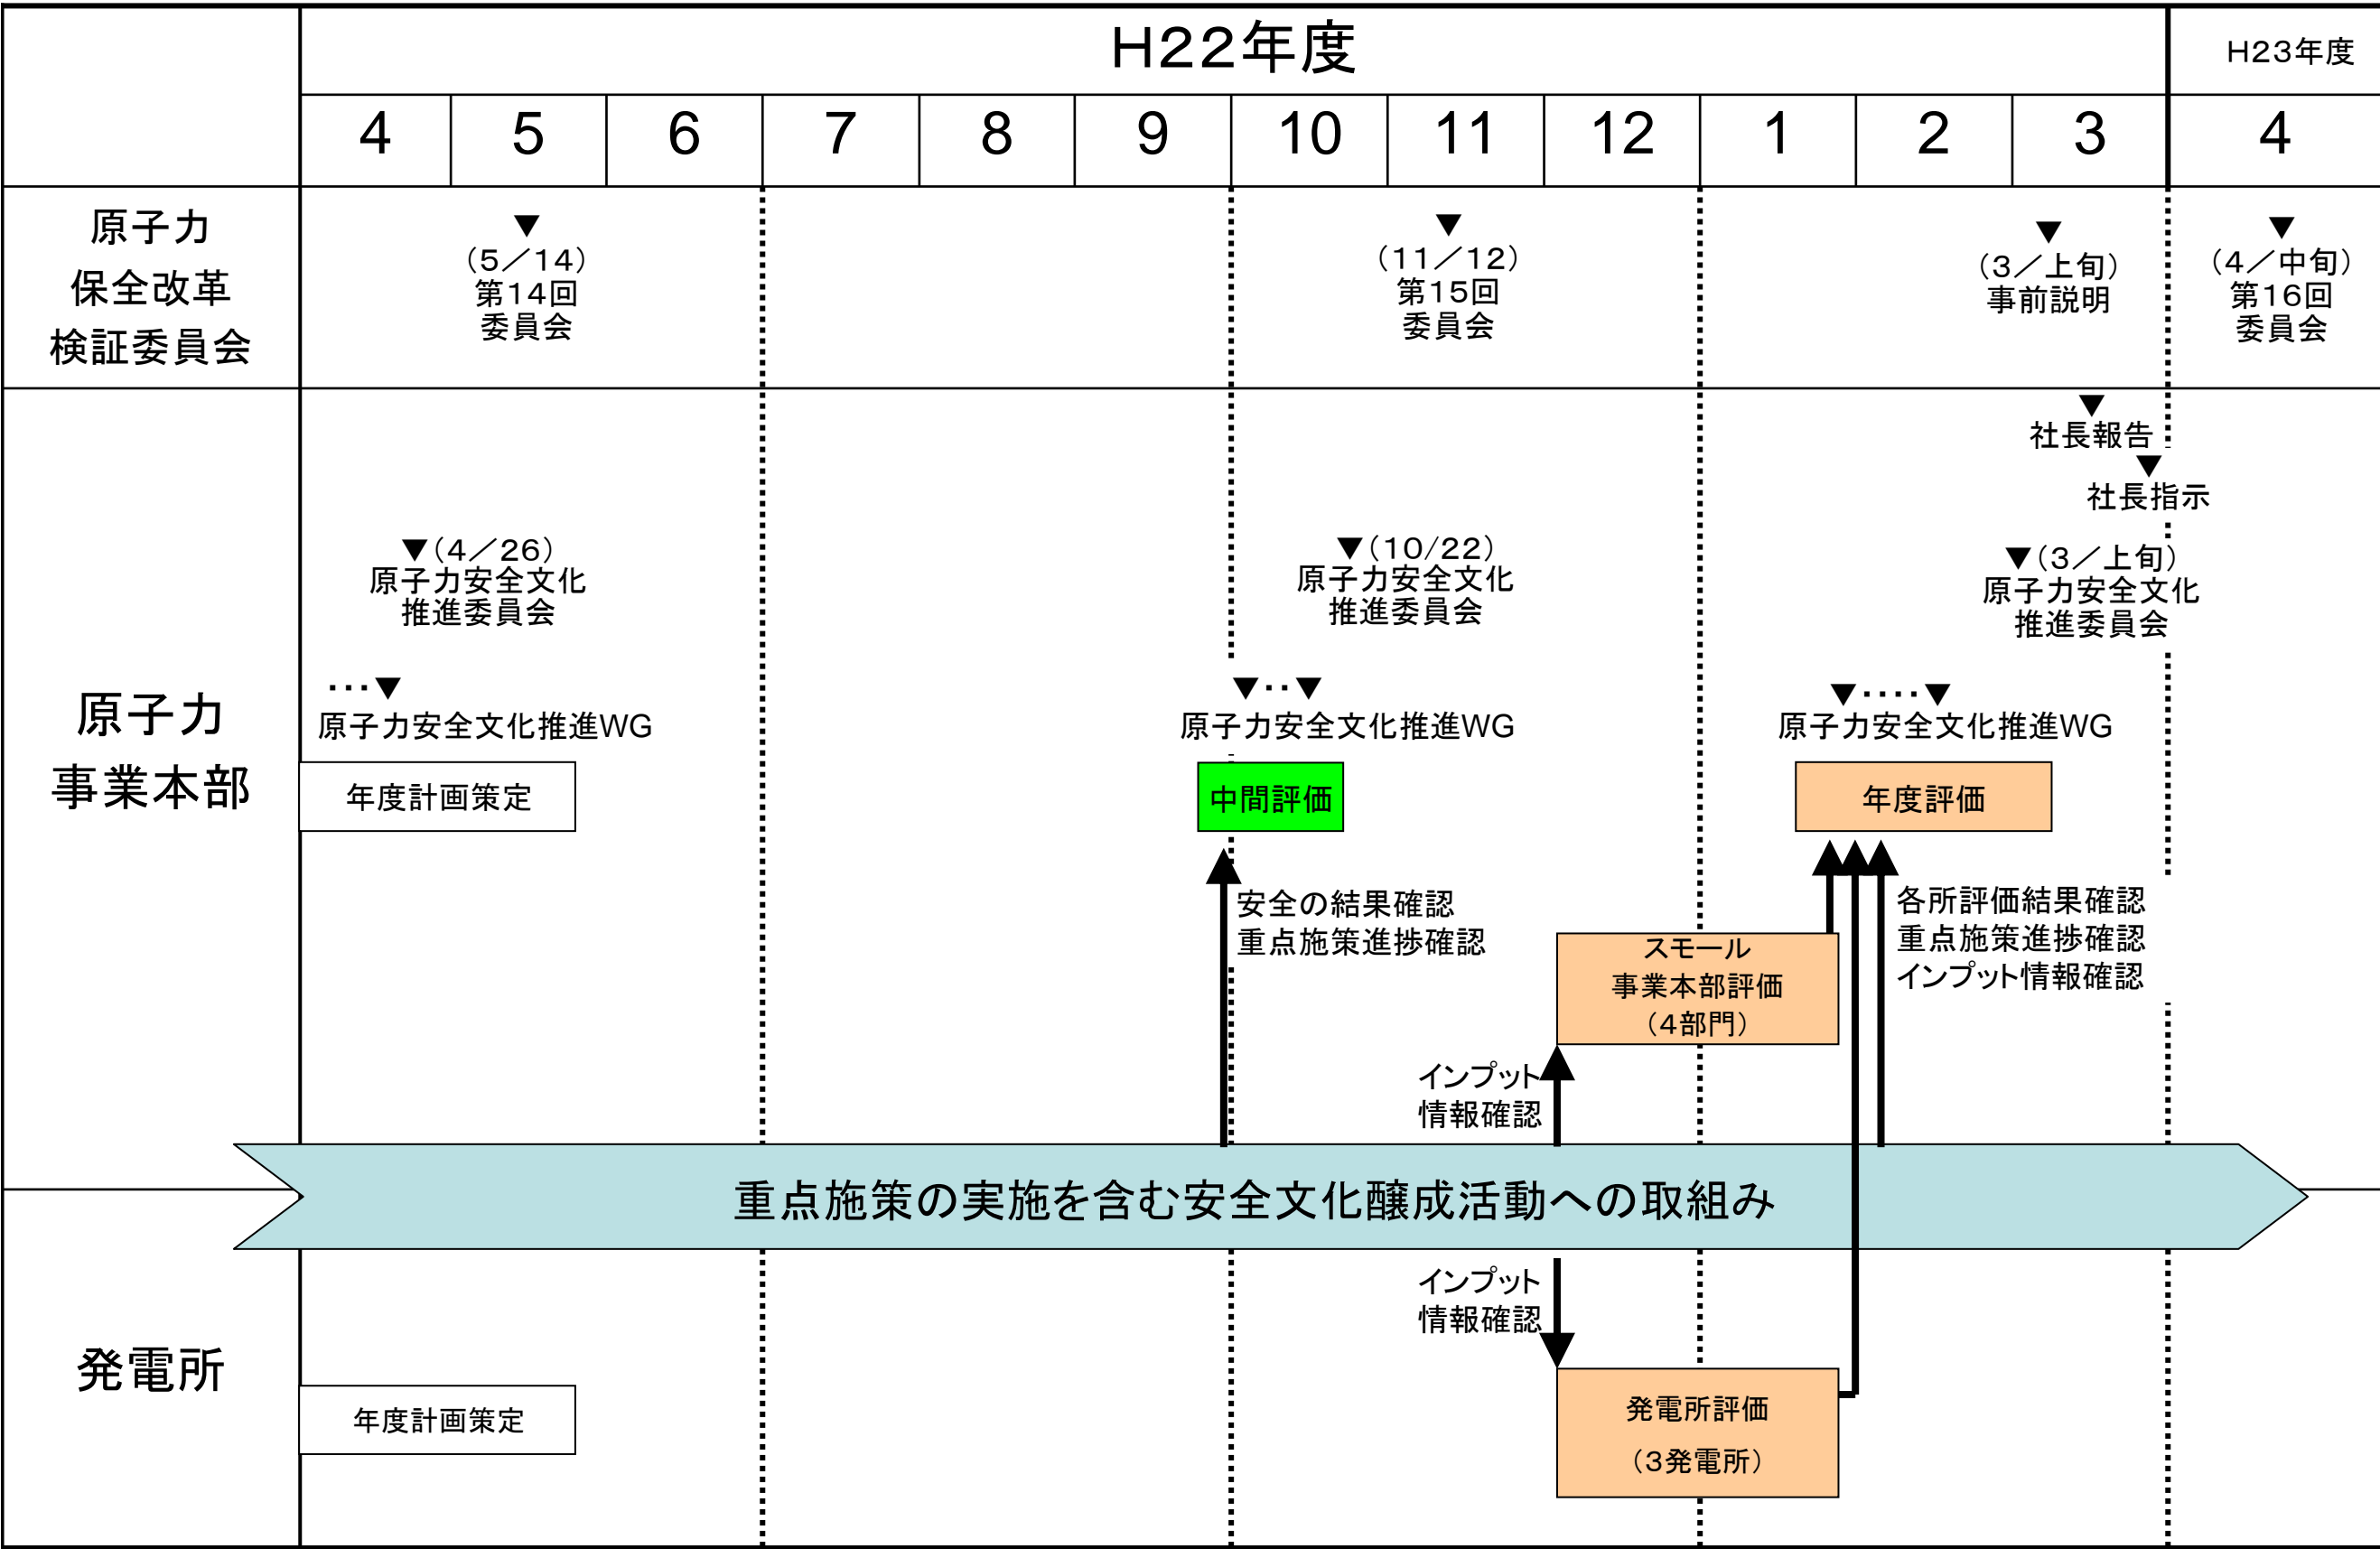 H22年度
H23年度
4
5
6
7
8
9
10
11
12
1
2
3
4
原子力
保全改革
検証委員会
▼
(5/14)
第14回
委員会
▼
(11/12)
第15回
委員会
▼
(3/上旬)
事前説明
▼
(4/中旬)
第16回
委員会
原子力
事業本部
▼
社長報告
▼
社長指示
▼(4/26)
原子力安全文化
推進委員会
▼(10/22)
原子力安全文化
推進委員会
▼(3/上旬)
原子力安全文化
推進委員会
・・・▼
原子力安全文化推進WG
▼・・▼
原子力安全文化推進WG
▼・・・・▼
原子力安全文化推進WG
年度計画策定
中間評価
年度評価
安全の結果確認
重点施策進捗確認
各所評価結果確認
重点施策進捗確認
インプット情報確認
スモール
事業本部評価
(4部門)
インプット
情報確認
重点施策の実施を含む安全文化醸成活動への取組み
発電所
インプット
情報確認
年度計画策定
発電所評価
(3発電所)